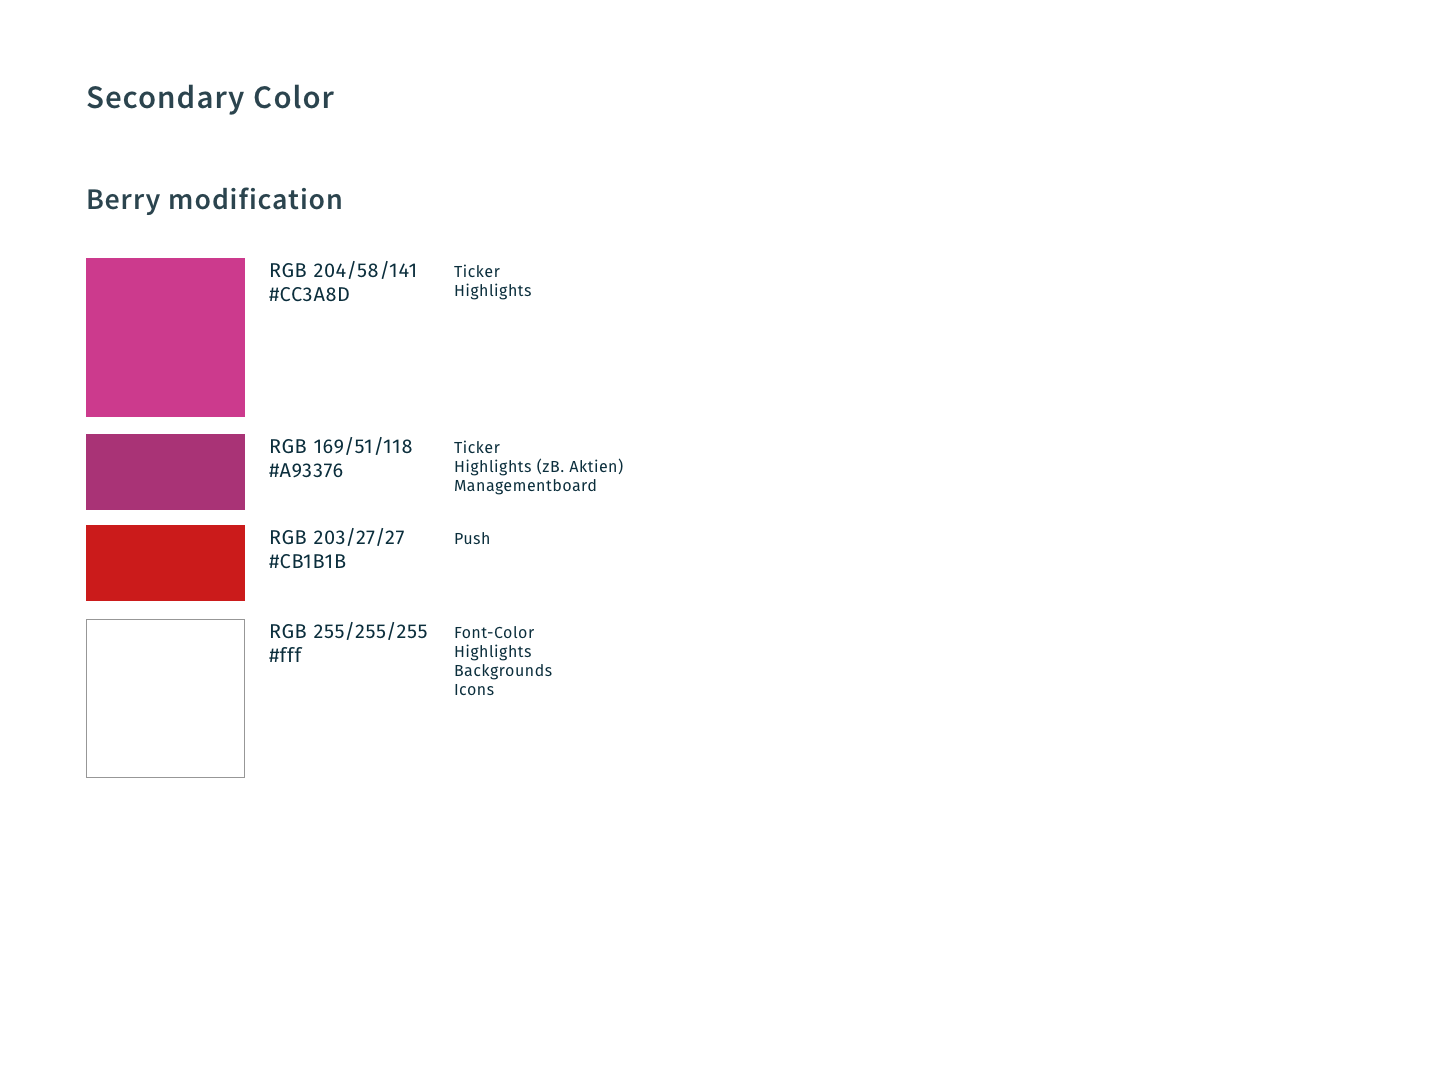 Secondary Color
Berry modification
RGB 204/58/141
#CC3A8D
Ticker
Highlights
RGB 169/51/118
#A93376
Ticker
Highlights (zB. Aktien)
Managementboard
RGB 203/27/27
#CB1B1B
Push
RGB 255/255/255
#fff
Font-Color
Highlights
Backgrounds
Icons